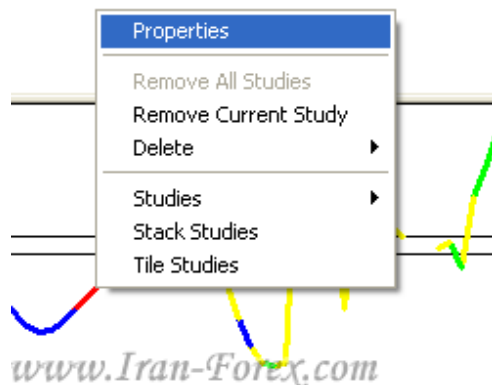 Properties
Remove All Studies
Remove Current Study
Delete
Studies
Stack Studies
Tile Studies
www.Iran-Forex.com